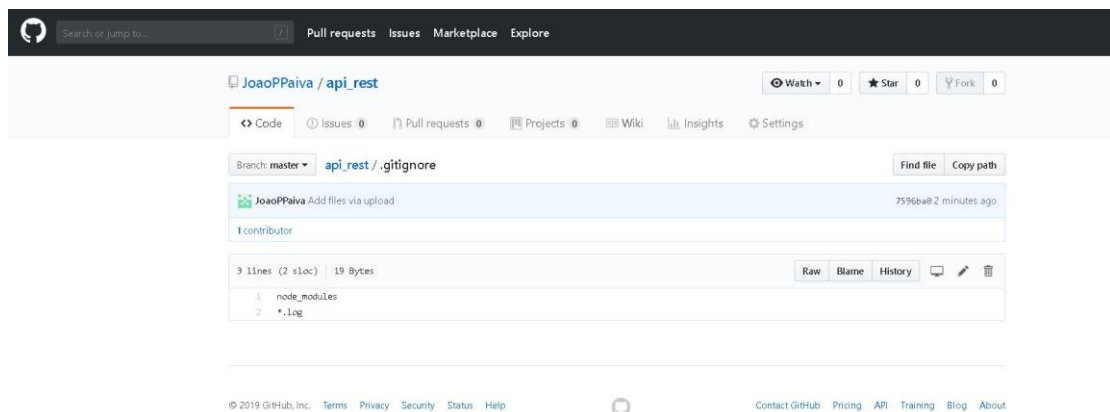 Search or jump to... /
Pull requests Issues Marketplace Explore
JoaoPPaiva / api_rest
Watch 0 Star 0 Fork 0
Code Issues 0 Pull requests 0 Projects 0 Wiki Insights Settings
Branch: master api_rest / .gitignore
Find file Copy path
JoaoPPaiva Add files via upload
7596ba0 2 minutes ago
1 contributor
3 lines (2 sloc) 19 Bytes
Raw Blame History
1 node_modules
2 *.log
© 2019 GitHub, Inc. Terms Privacy Security Status Help
Contact GitHub Pricing API Training Blog About